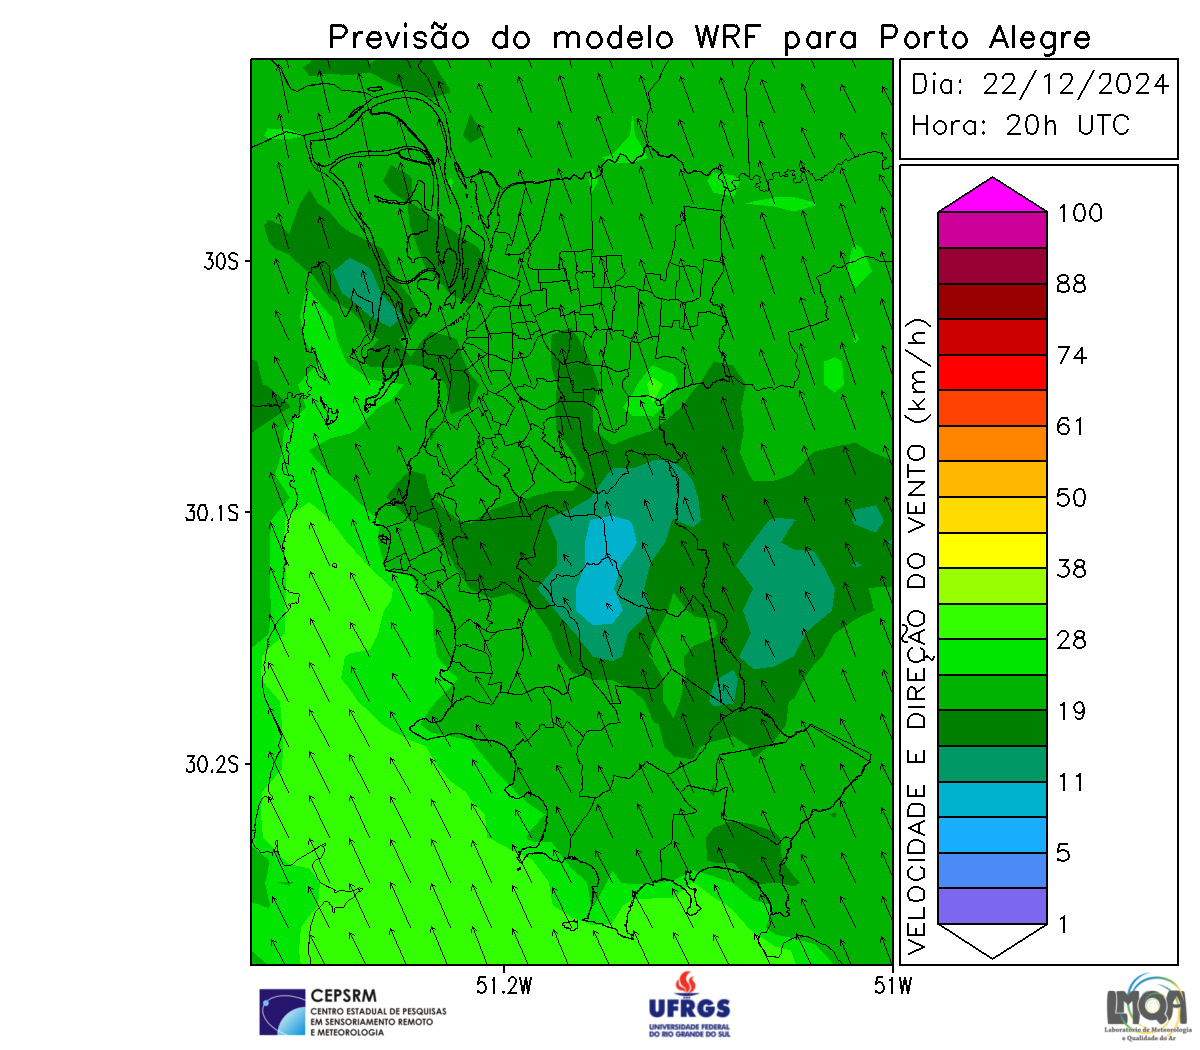 Previsão do modelo WRF para Porto Alegre
Dia: 22/12/2024
Hora: 20h UTC
30S
30.1S
30.2S
51.2W
51W
VELOCIDADE E DIREÇÃO DO VENTO (km/h)
100
88
74
61
50
38
28
19
11
5
1
CEPSRM
CENTRO ESTADUAL DE PESQUISAS
EM SENSORIAMENTO REMOTO
E METEOROLOGIA
UFRGS
UNIVERSIDADE FEDERAL
DO RIO GRANDE DO SUL
LMQA
Laboratório de Meteorologia
e Qualidade do Ar